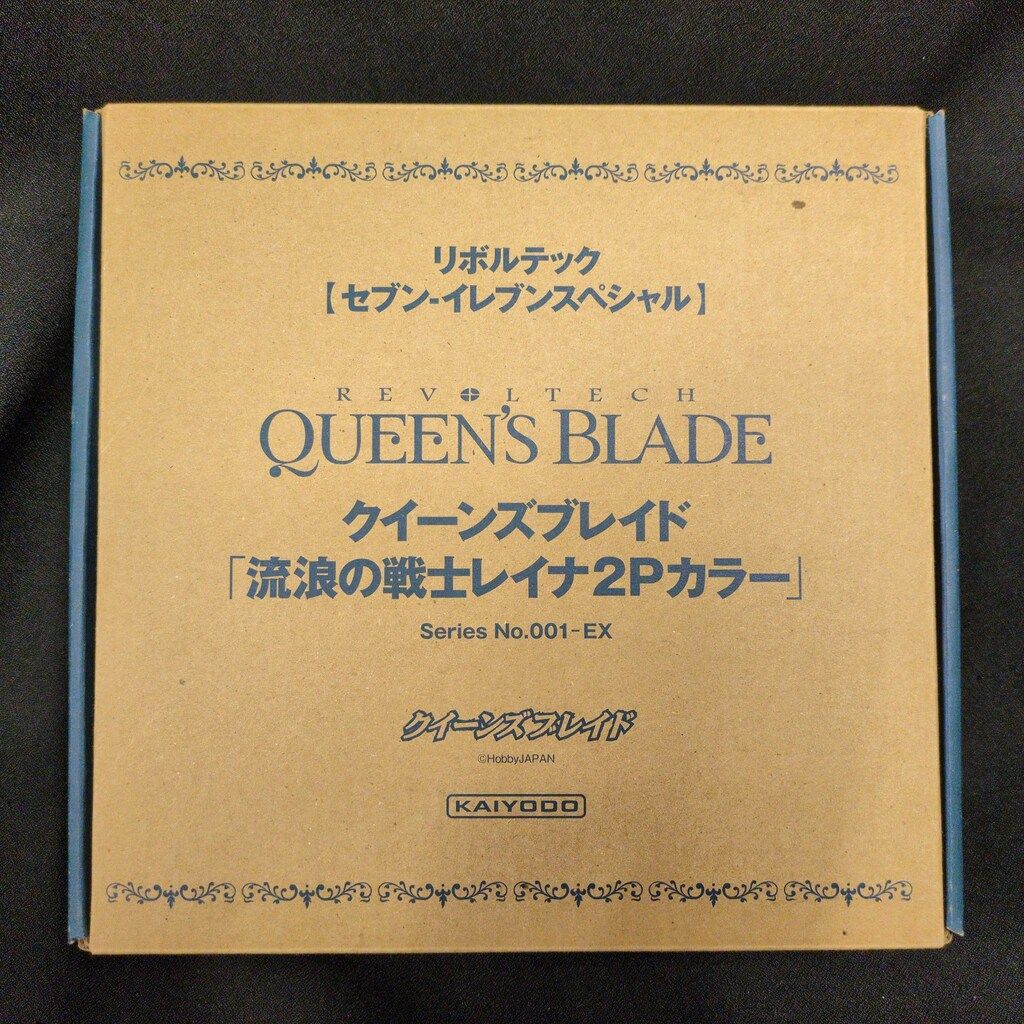 リボルテック
【セブン-イレブンスペシャル】
REVOLTECH
QUEEN'S BLADE
クイーンズブレイド
「流浪の戦士レイナ2Pカラー」
Series No.001-EX
クイーンズブレイド
©HobbyJAPAN
KAIYODO